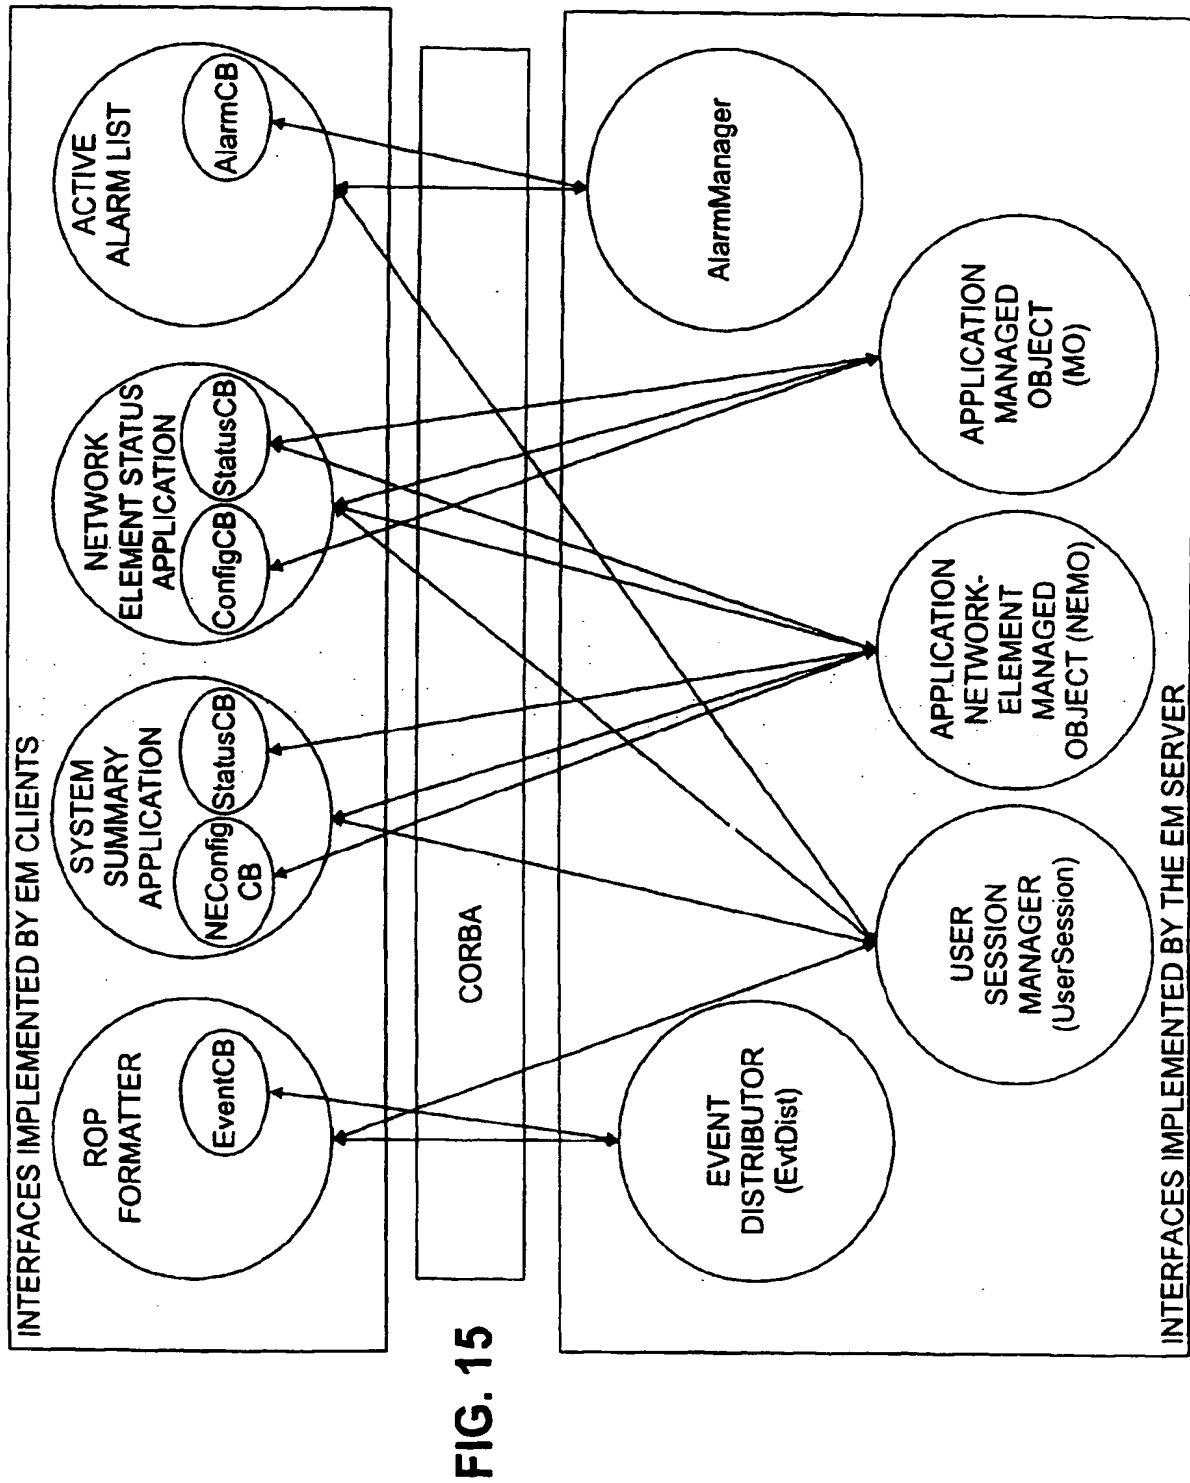 INTERFACES IMPLEMENTED BY EM CLIENTS
ROP
FORMATTER
EventCB
SYSTEM
SUMMARY
APPLICATION
NEConfig
CB
StatusCB
NETWORK
ELEMENT STATUS
APPLICATION
ConfigCB
StatusCB
ACTIVE
ALARM LIST
AlarmCB
CORBA
EVENT
DISTRIBUTOR
(EvtDist)
USER
SESSION
MANAGER
(UserSession)
APPLICATION
NETWORK-
ELEMENT
MANAGED
OBJECT (NEMO)
APPLICATION
MANAGED
OBJECT
(MO)
AlarmManager
INTERFACES IMPLEMENTED BY THE EM SERVER
FIG. 15